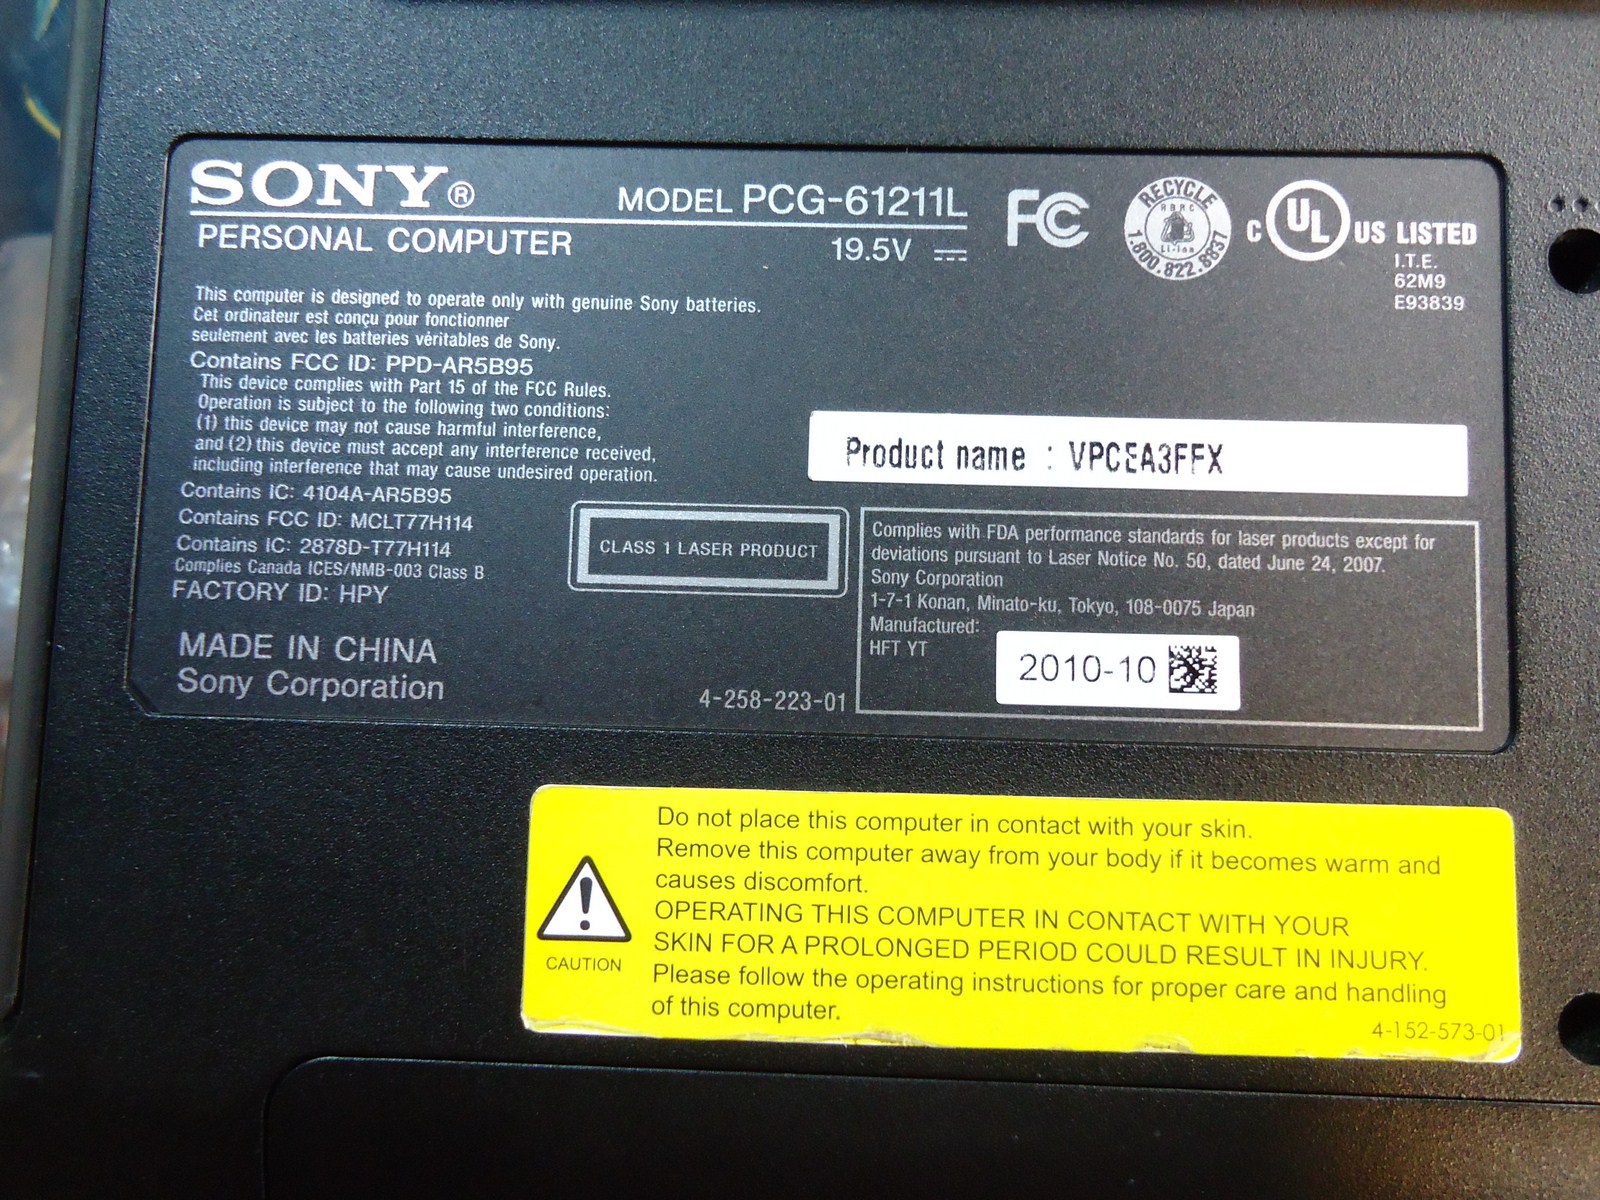 SONY®
MODEL PCG-61211L
PERSONAL COMPUTER
19.5V
FC
RECYCLE
RBRC
Li-ion
1.800.822.8837
C UL US LISTED
I.T.E.
62M9
E93839
This computer is designed to operate only with genuine Sony batteries.
Cet ordinateur est conçu pour fonctionner
seulement avec les batteries véritables de Sony.
Contains FCC ID: PPD-AR5B95
This device complies with Part 15 of the FCC Rules.
Operation is subject to the following two conditions:
(1) this device may not cause harmful interference,
and (2) this device must accept any interference received,
including interference that may cause undesired operation.
Contains IC: 4104A-AR5B95
Contains FCC ID: MCLT77H114
Contains IC: 2878D-T77H114
Complies Canada ICES/NMB-003 Class B
FACTORY ID: HPY
MADE IN CHINA
Sony Corporation
CLASS 1 LASER PRODUCT
4-258-223-01
Product name : VPCEA3FFX
Complies with FDA performance standards for laser products except for
deviations pursuant to Laser Notice No. 50, dated June 24, 2007.
Sony Corporation
1-7-1 Konan, Minato-ku, Tokyo, 108-0075 Japan
Manufactured:
HFT YT
2010-10
Do not place this computer in contact with your skin.
Remove this computer away from your body if it becomes warm and
causes discomfort.
OPERATING THIS COMPUTER IN CONTACT WITH YOUR
SKIN FOR A PROLONGED PERIOD COULD RESULT IN INJURY.
Please follow the operating instructions for proper care and handling
of this computer.
CAUTION
4-152-573-01